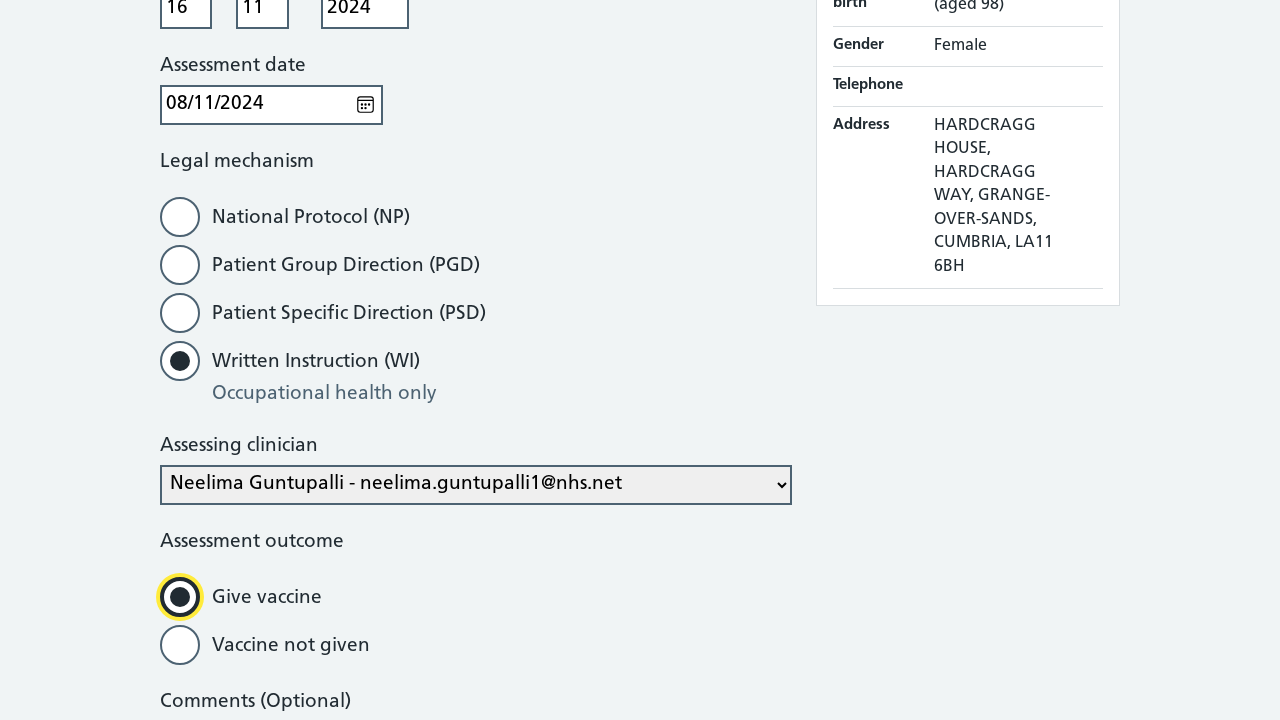 16 11 2024
Assessment date
08/11/2024
Legal mechanism
National Protocol (NP)
Patient Group Direction (PGD)
Patient Specific Direction (PSD)
Written Instruction (WI)
Occupational health only
Assessing clinician
Neelima Guntupalli - neelima.guntupalli1@nhs.net
Assessment outcome
Give vaccine
Vaccine not given
Comments (Optional)
birth (aged 98)
Gender Female
Telephone
Address HARDCRAGG
HOUSE,
HARDCRAGG
WAY, GRANGE-
OVER-SANDS,
CUMBRIA, LA11
6BH